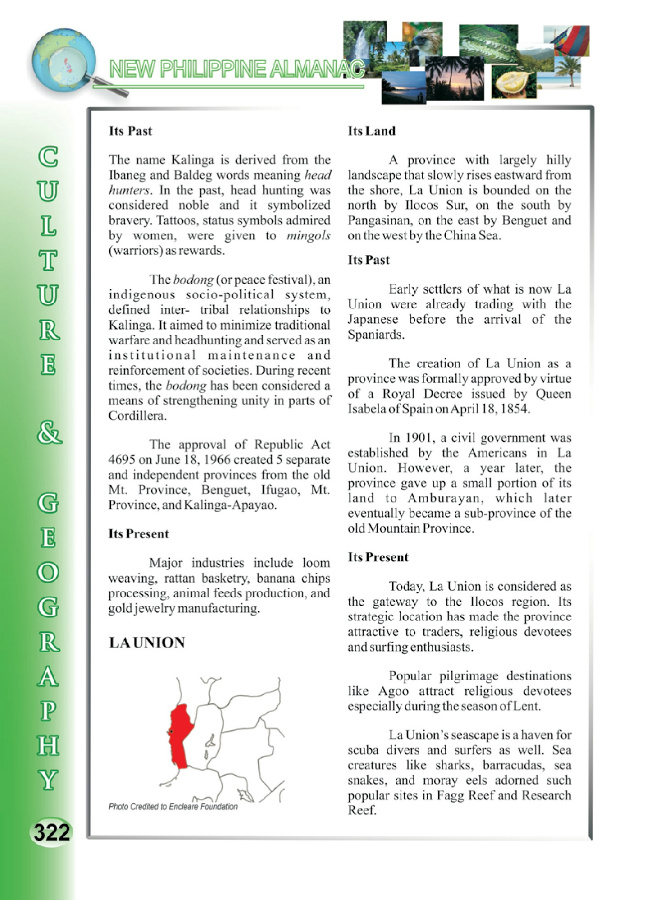 NEW PHILIPPINE ALMANAC
CULTURE & GEOGRAPHY
Its Past
The name Kalinga is derived from the
Ibaneg and Baldeg words meaning head
hunters. In the past, head hunting was
considered noble and it symbolized
bravery. Tattoos, status symbols admired
by women, were given to mingols
(warriors) as rewards.
The bodong (or peace festival), an
indigenous socio-political system,
defined inter- tribal relationships to
Kalinga. It aimed to minimize traditional
warfare and headhunting and served as an
institutional maintenance and
reinforcement of societies. During recent
times, the bodong has been considered a
means of strengthening unity in parts of
Cordillera.
The approval of Republic Act
4695 on June 18, 1966 created 5 separate
and independent provinces from the old
Mt. Province, Benguet, Ifugao, Mt.
Province, and Kalinga-Apayao.
Its Present
Major industries include loom
weaving, rattan basketry, banana chips
processing, animal feeds production, and
gold jewelry manufacturing.
LA UNION
Photo Credited to Encleare Foundation
Its Land
A province with largely hilly
landscape that slowly rises eastward from
the shore, La Union is bounded on the
north by Ilocos Sur, on the south by
Pangasinan, on the east by Benguet and
on the west by the China Sea.
Its Past
Early settlers of what is now La
Union were already trading with the
Japanese before the arrival of the
Spaniards.
The creation of La Union as a
province was formally approved by virtue
of a Royal Decree issued by Queen
Isabela of Spain on April 18, 1854.
In 1901, a civil government was
established by the Americans in La
Union. However, a year later, the
province gave up a small portion of its
land to Amburayan, which later
eventually became a sub-province of the
old Mountain Province.
Its Present
Today, La Union is considered as
the gateway to the Ilocos region. Its
strategic location has made the province
attractive to traders, religious devotees
and surfing enthusiasts.
Popular pilgrimage destinations
like Agoo attract religious devotees
especially during the season of Lent.
La Union's seascape is a haven for
scuba divers and surfers as well. Sea
creatures like sharks, barracudas, sea
snakes, and moray eels adorned such
popular sites in Fagg Reef and Research
Reef.
322